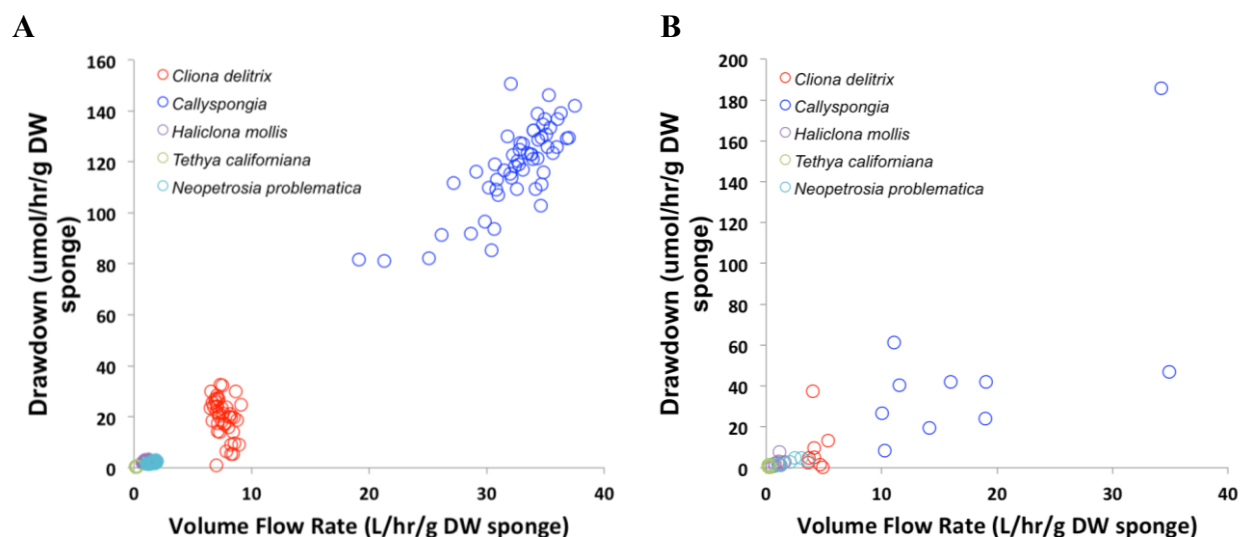 A
Drawdown (umol/hr/g DW
sponge)
160
140
120
100
80
60
40
20
0
Cliona delitrix
Callyspongia
Haliclona mollis
Tethya californiana
Neopetrosia problematica
0
10
20
30
40
Volume Flow Rate (L/hr/g DW sponge)
B
Drawdown (umol/hr/g DW
sponge)
200
180
160
140
120
100
80
60
40
20
0
Cliona delitrix
Callyspongia
Haliclona mollis
Tethya californiana
Neopetrosia problematica
0
10
20
30
40
Volume Flow Rate (L/hr/g DW sponge)